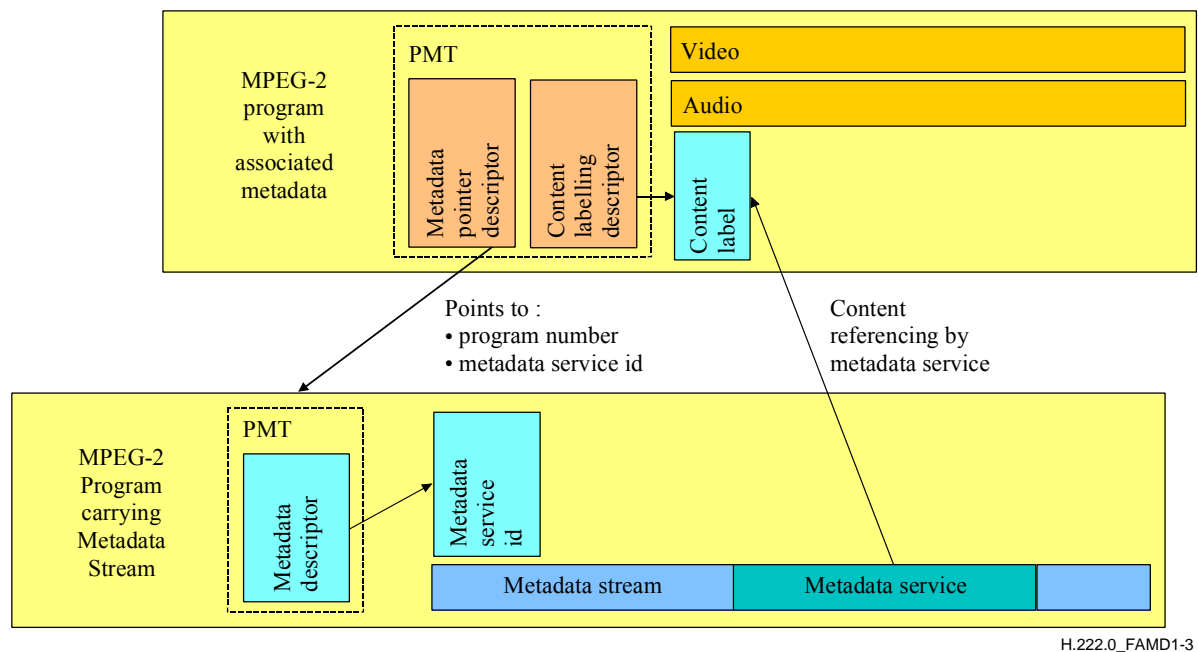 MPEG-2
program
with
associated
metadata
PMT
Metadata
pointer
descriptor
Content
labelling
descriptor
Video
Audio
Content
label
Points to :
• program number
• metadata service id
Content
referencing by
metadata service
MPEG-2
Program
carrying
Metadata
Stream
PMT
Metadata
descriptor
Metadata
service
id
Metadata stream
Metadata service
H.222.0_FAMD1-3